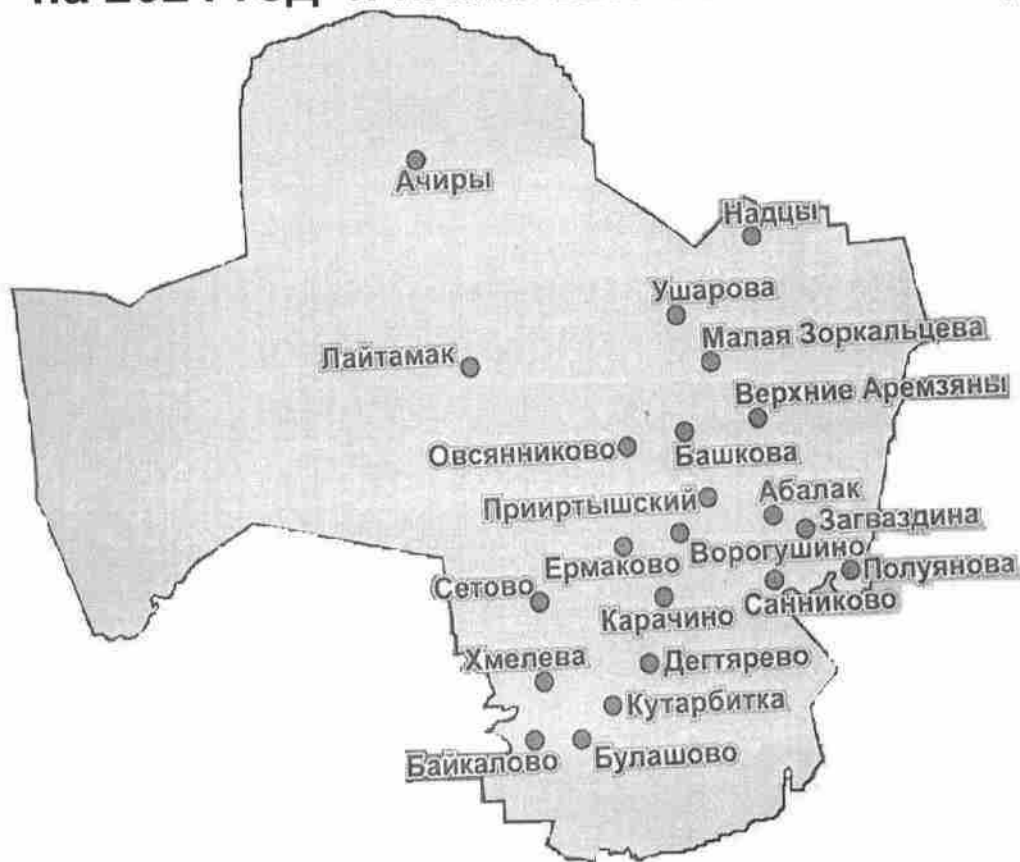 Ачиры
Надцы
Ушарова
Малая Зоркальцева
Лайтамак
Верхние Аремзяны
Овсянниково
Башкова
Абалак
Прииртышский
Загваздина
Ворогушино
Ермаково
Полуянова
Сетово
Санниково
Карачино
Хмелева
Дегтярево
Кутарбитка
Байкалово
Булашово